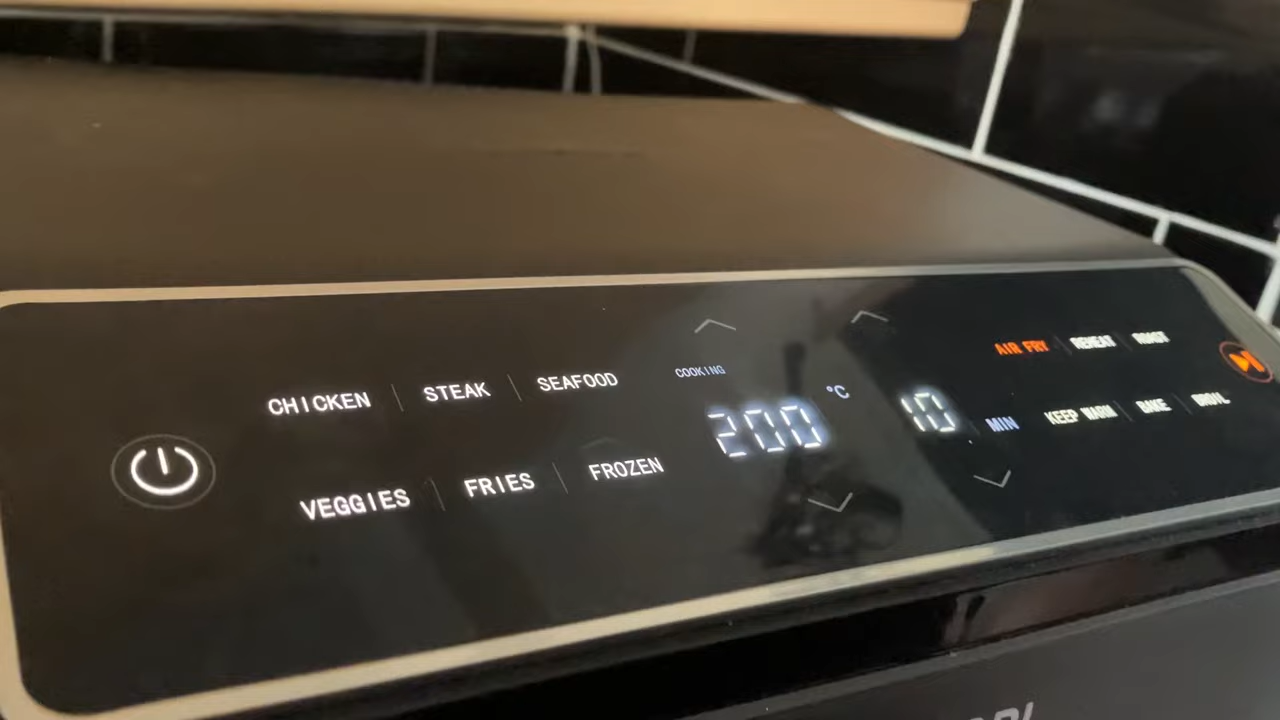 CHICKEN STEAK SEAFOOD
VEGGIES FRIES FROZEN
COOKING
200 °C
10 MIN
AIR FRY REHEAT ROAST
KEEP WARM BAKE BROIL